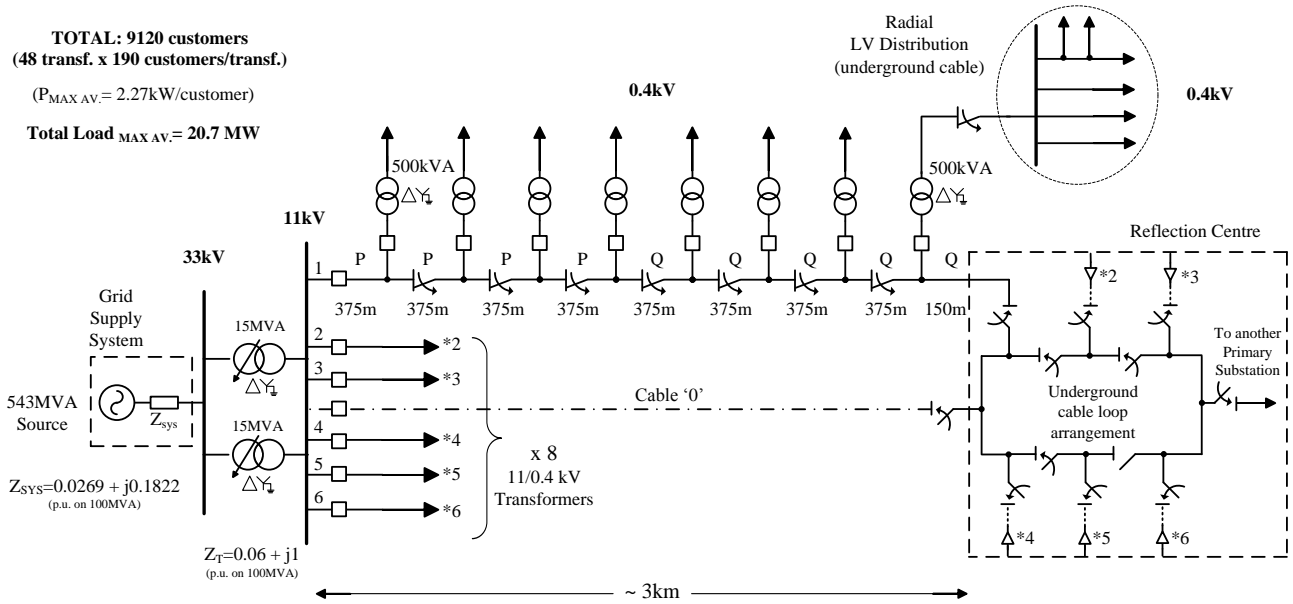 TOTAL: 9120 customers
(48 transf. x 190 customers/transf.)
(P MAX AV.= 2.27kW/customer)
Total Load MAX AV.= 20.7 MW
Radial
LV Distribution
(underground cable)
0.4kV
0.4kV
500kVA
500kVA
11kV
33kV
Reflection Centre
1
P
P
P
P
Q
Q
Q
Q
Q
375m
375m
375m
375m
375m
375m
375m
375m
150m
*2
*3
Grid
Supply
System
15MVA
2
*2
3
*3
To another
Primary
Substation
543MVA
Source
Zsys
Cable ‘0’
Underground
cable loop
arrangement
15MVA
4
*4
5
*5
6
*6
x 8
11/0.4 kV
Transformers
ZSYS=0.0269 + j0.1822
(p.u. on 100MVA)
*4
*5
*6
ZT=0.06 + j1
(p.u. on 100MVA)
~ 3km